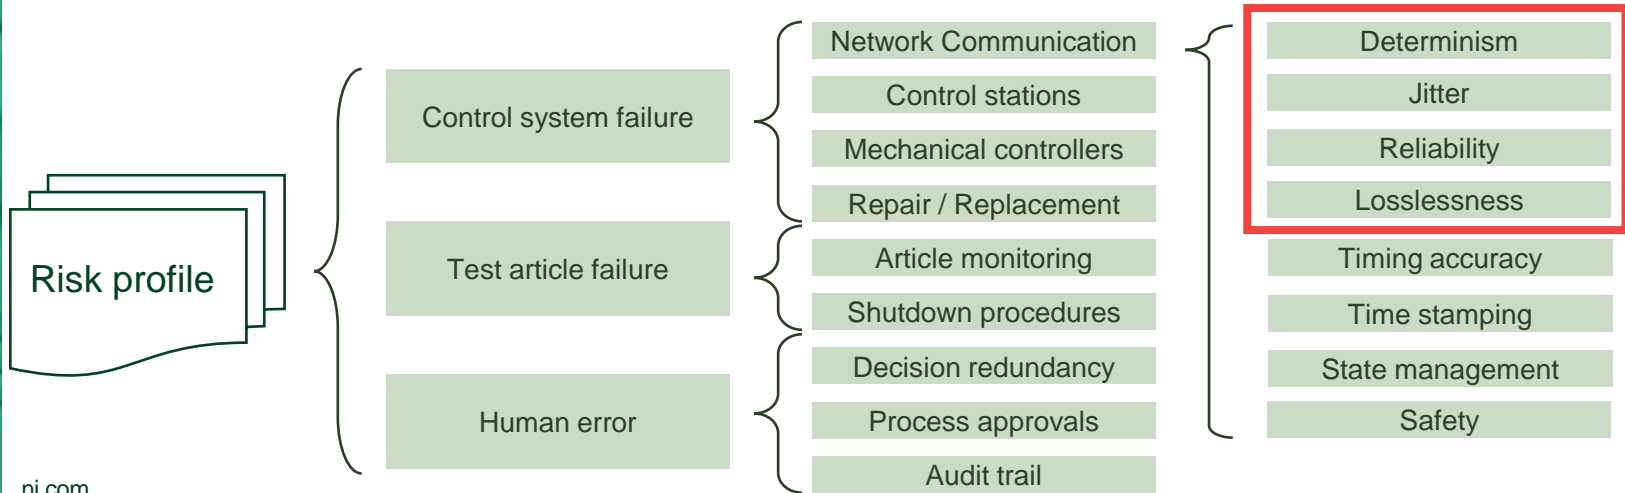 Risk profile
Control system failure
Test article failure
Human error
Network Communication
Control stations
Mechanical controllers
Repair / Replacement
Article monitoring
Shutdown procedures
Decision redundancy
Process approvals
Audit trail
Determinism
Jitter
Reliability
Losslessness
Timing accuracy
Time stamping
State management
Safety
ni.com